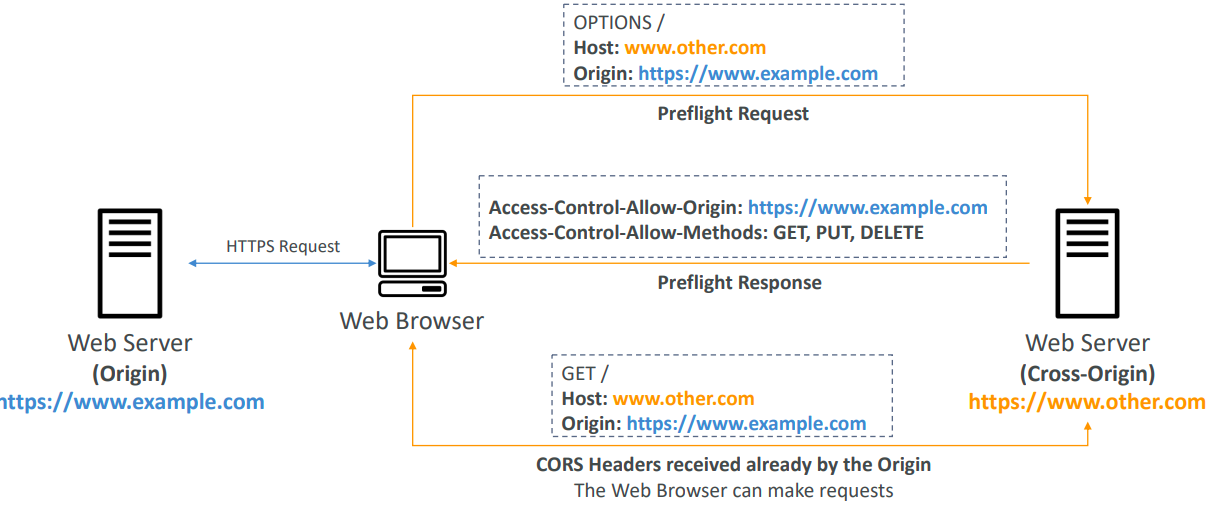 OPTIONS /
Host: www.other.com
Origin: https://www.example.com
Preflight Request
Access-Control-Allow-Origin: https://www.example.com
Access-Control-Allow-Methods: GET, PUT, DELETE
HTTPS Request
Preflight Response
Web Browser
Web Server
(Origin)
https://www.example.com
Web Server
(Cross-Origin)
https://www.other.com
GET /
Host: www.other.com
Origin: https://www.example.com
CORS Headers received already by the Origin
The Web Browser can make requests